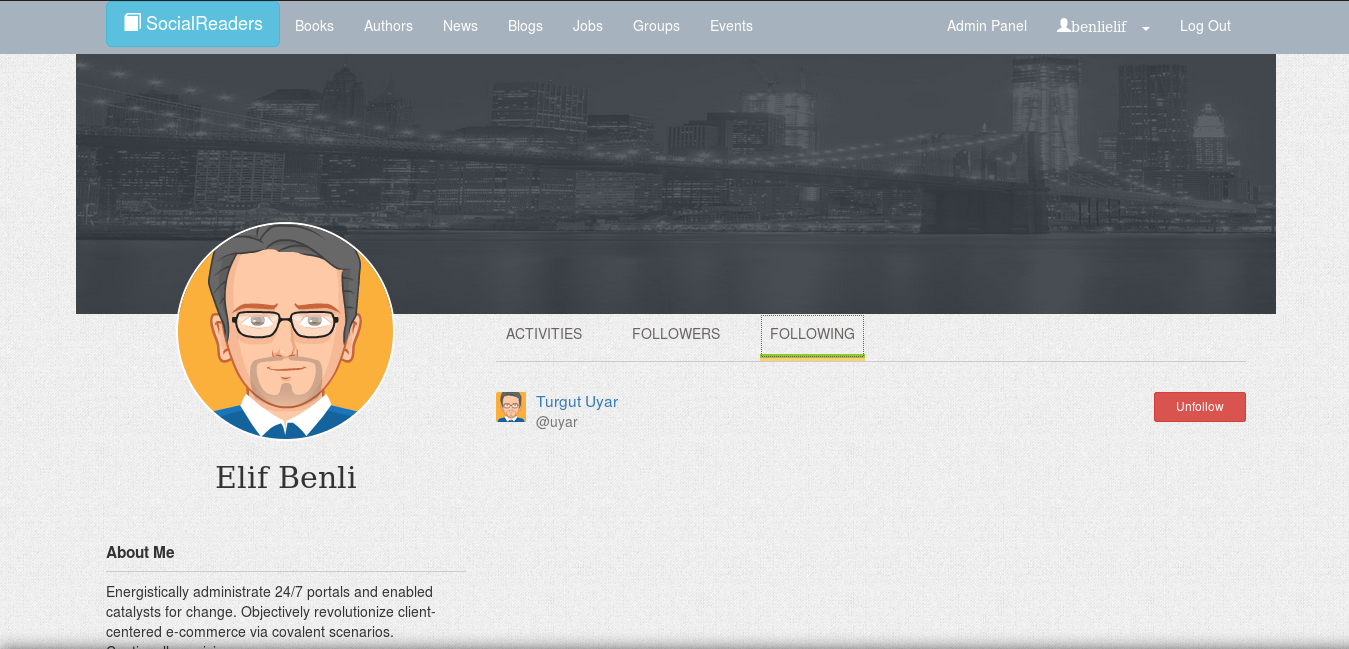 SocialReaders Books Authors News Blogs Jobs Groups Events Admin Panel benlielif Log Out
ACTIVITIES FOLLOWERS FOLLOWING
Turgut Uyar
@uyar
Unfollow
Elif Benli
About Me
Energistically administrate 24/7 portals and enabled
catalysts for change. Objectively revolutionize client-
centered e-commerce via covalent scenarios.